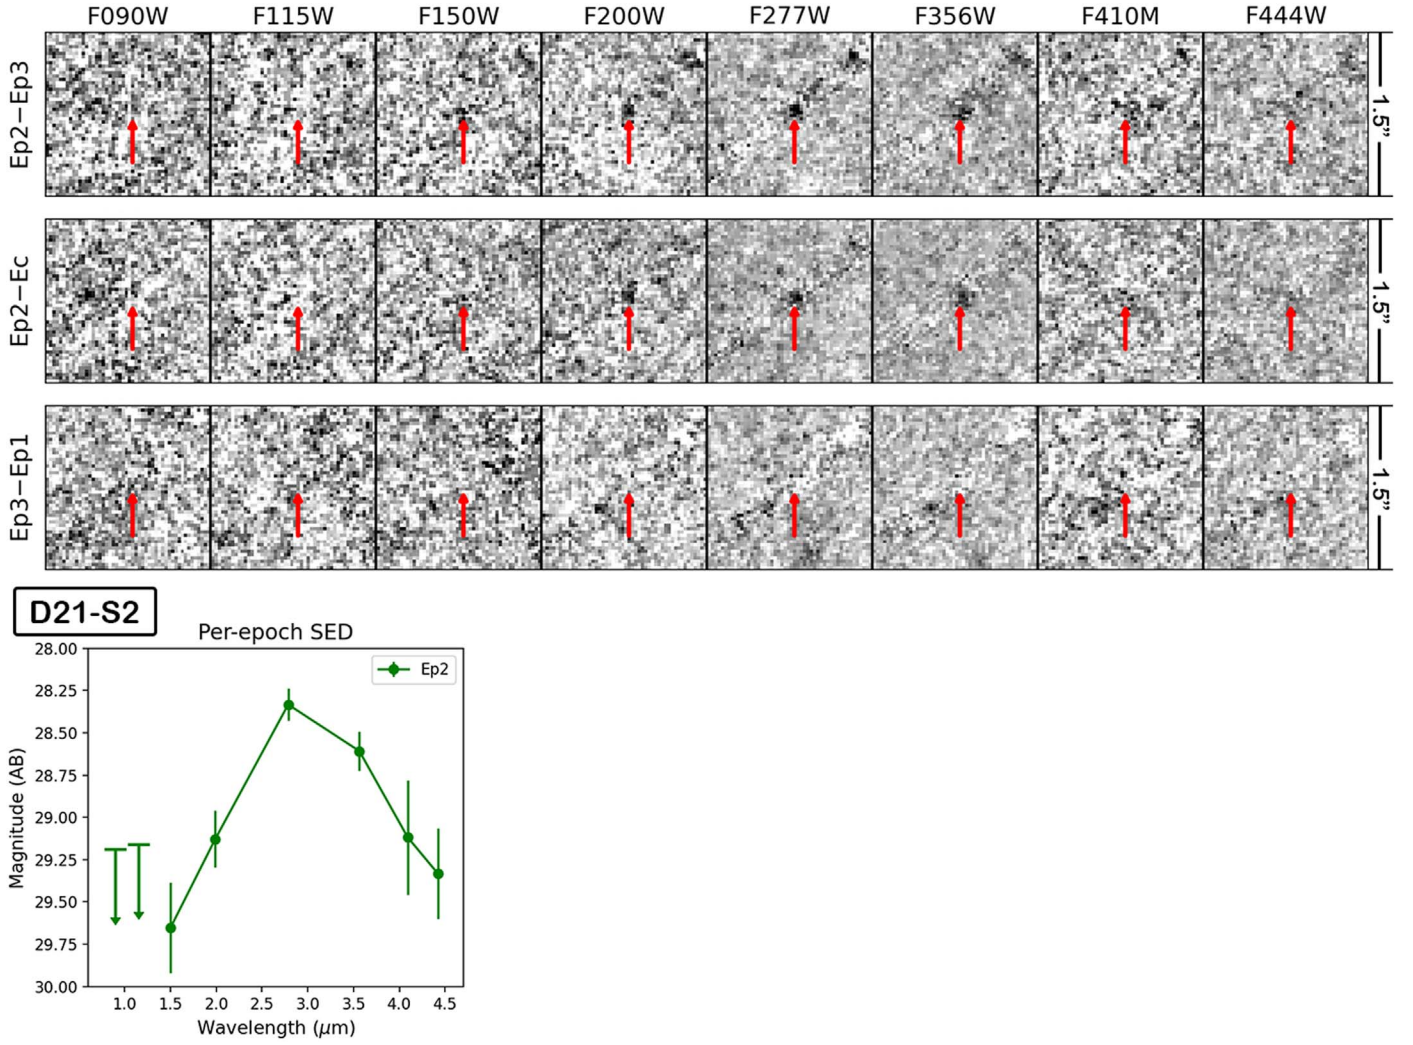 F090W F115W F150W F200W F277W F356W F410M F444W
Ep2−Ep3
1.5”
Ep2−Ec
1.5”
Ep3−Ep1
1.5”
D21-S2
Per-epoch SED
Ep2
Magnitude (AB)
28.00
28.25
28.50
28.75
29.00
29.25
29.50
29.75
30.00
1.0 1.5 2.0 2.5 3.0 3.5 4.0 4.5
Wavelength (μm)